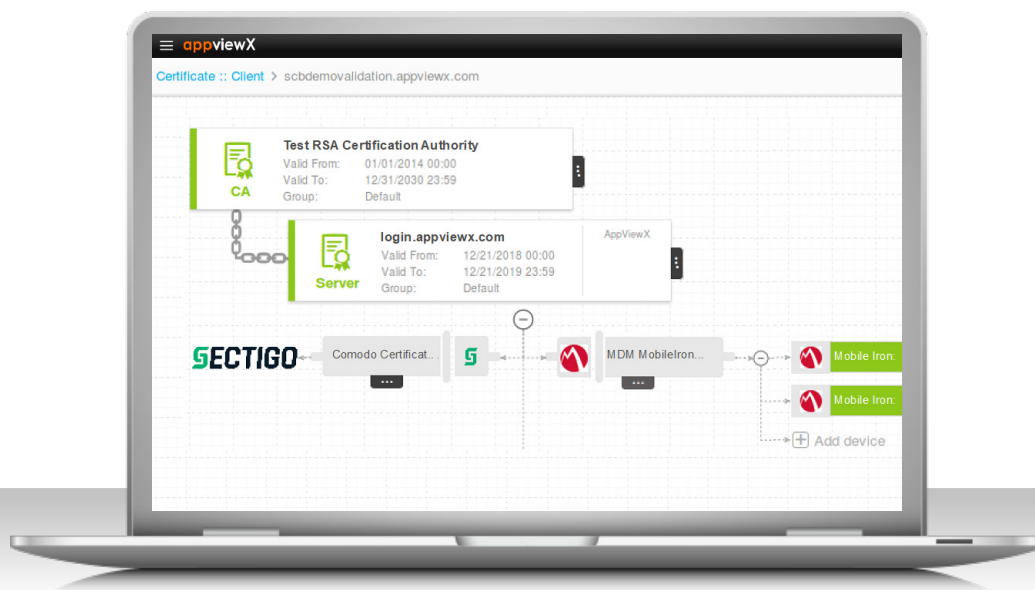 appviewX
Certificate :: Client > scbdemovalidation.appviewx.com
Test RSA Certification Authority
Valid From: 01/01/2014 00:00
Valid To: 12/31/2030 23:59
Group: Default
CA
login.appviewx.com
AppViewX
Valid From: 12/21/2018 00:00
Valid To: 12/21/2019 23:59
Group: Default
Server
SECTIGO
Comodo Certificat...
MDM MobileIron...
Mobile Iron:
Mobile Iron:
Add device